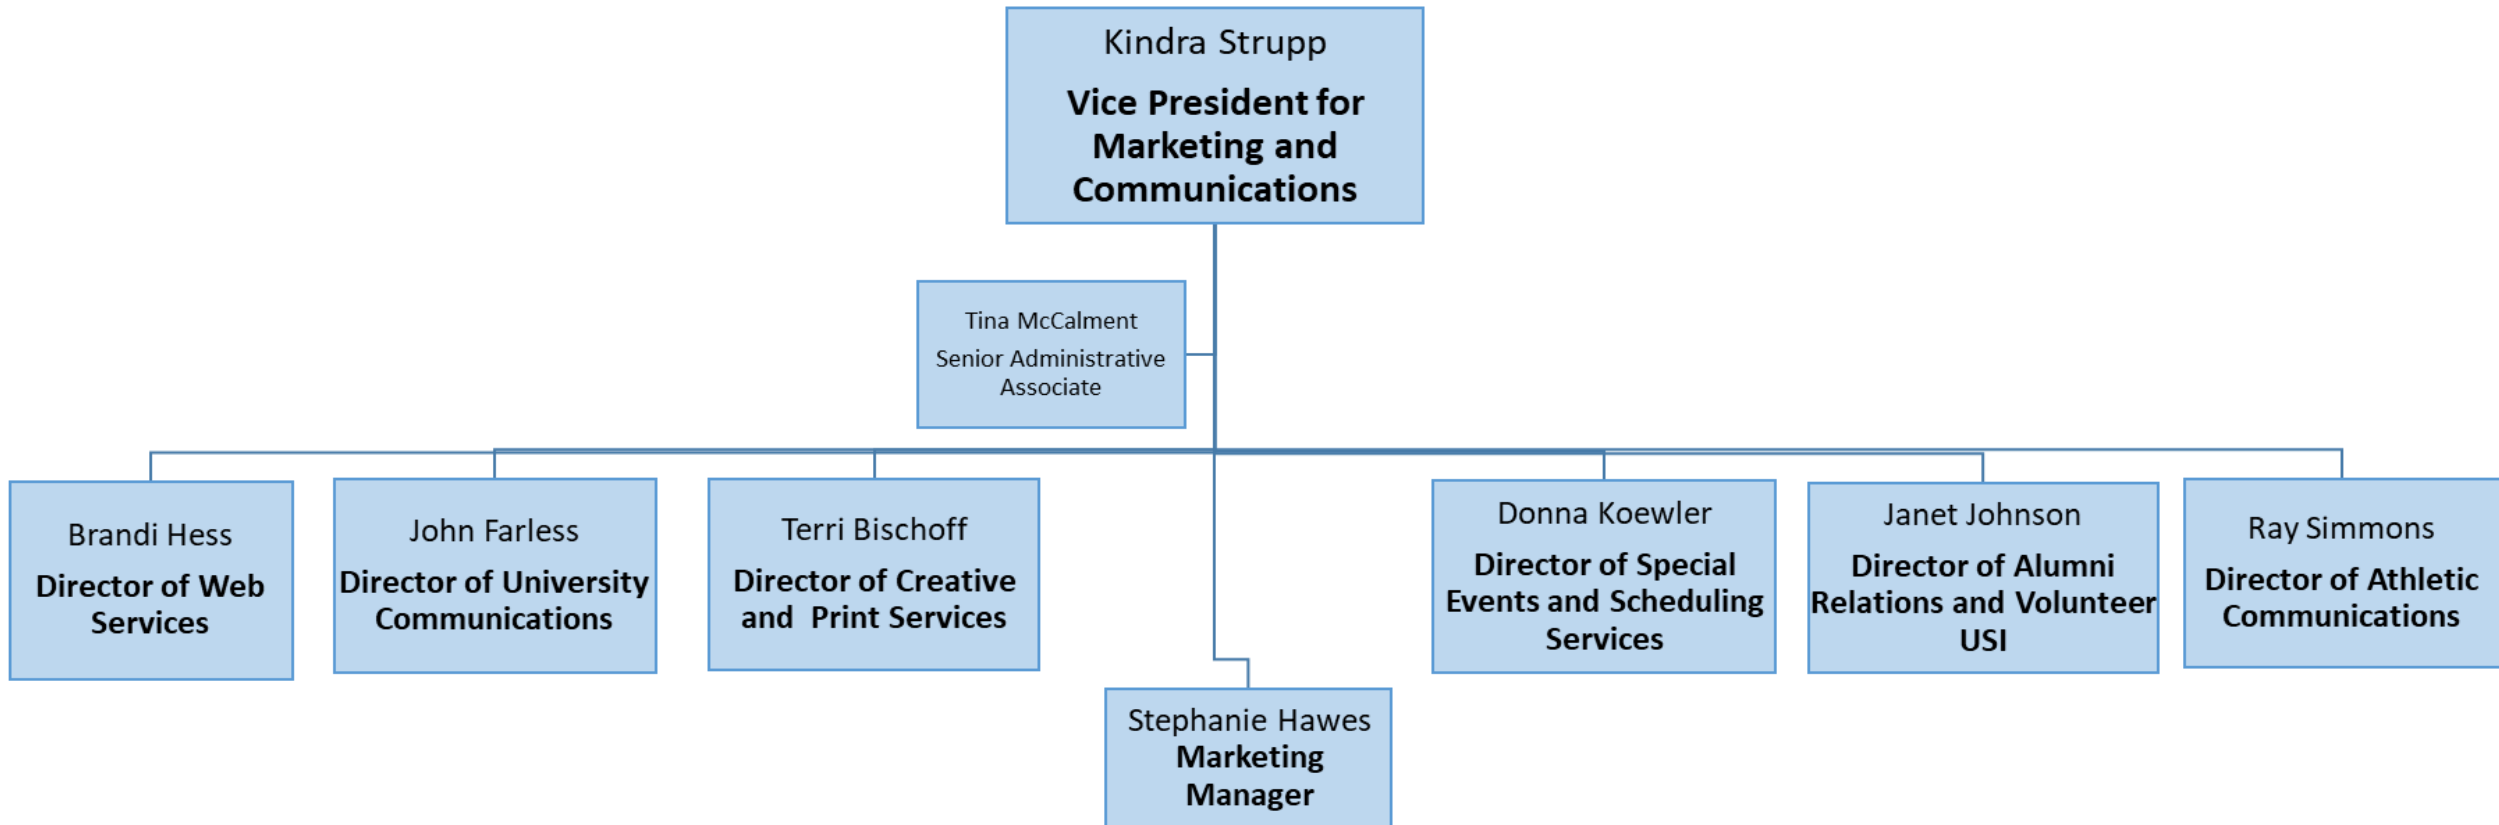 Kindra Strupp
Vice President for
Marketing and
Communications
Tina McCalment
Senior Administrative
Associate
Brandi Hess
Director of Web
Services
John Farless
Director of University
Communications
Terri Bischoff
Director of Creative
and  Print Services
Donna Koewler
Director of Special
Events and Scheduling
Services
Janet Johnson
Director of Alumni
Relations and Volunteer
USI
Ray Simmons
Director of Athletic
Communications
Stephanie Hawes
Marketing
Manager